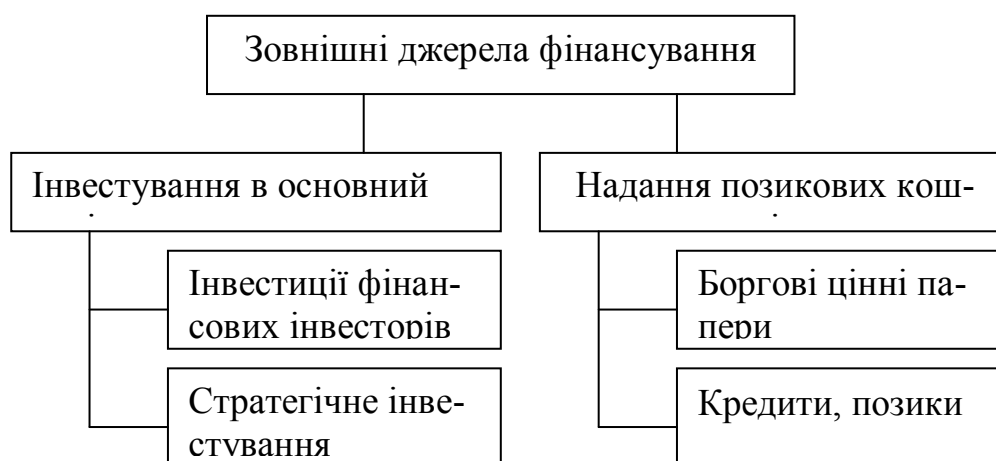 Зовнішні джерела фінансування
Інвестування в основний
Надання позикових кош-
Інвестиції фінан-
сових інвесторів
Боргові цінні па-
пери
Стратегічне інве-
стування
Кредити, позики